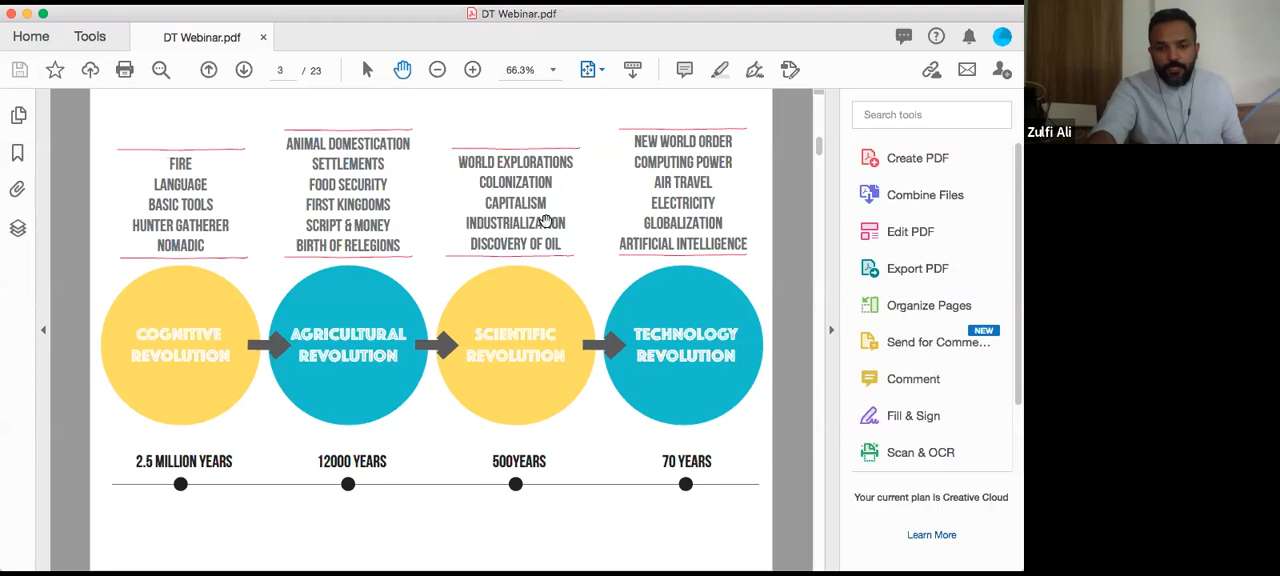 DT Webinar.pdf
Home
Tools
DT Webinar.pdf
×
3 / 23
66.3%
Zulfi Ali
FIRE
LANGUAGE
BASIC TOOLS
HUNTER GATHERER
NOMADIC
ANIMAL DOMESTICATION
SETTLEMENTS
FOOD SECURITY
FIRST KINGDOMS
SCRIPT & MONEY
BIRTH OF RELEGIONS
WORLD EXPLORATIONS
COLONIZATION
CAPITALISM
INDUSTRIALIZATION
DISCOVERY OF OIL
NEW WORLD ORDER
COMPUTING POWER
AIR TRAVEL
ELECTRICITY
GLOBALIZATION
ARTIFICIAL INTELLIGENCE
COGNITIVE
REVOLUTION
AGRICULTURAL
REVOLUTION
SCIENTIFIC
REVOLUTION
TECHNOLOGY
REVOLUTION
2.5 MILLION YEARS
12000 YEARS
500YEARS
70 YEARS
Search tools
Create PDF
Combine Files
Edit PDF
Export PDF
Organize Pages
NEW
Send for Comme...
Comment
Fill & Sign
Scan & OCR
Your current plan is Creative Cloud
Learn More